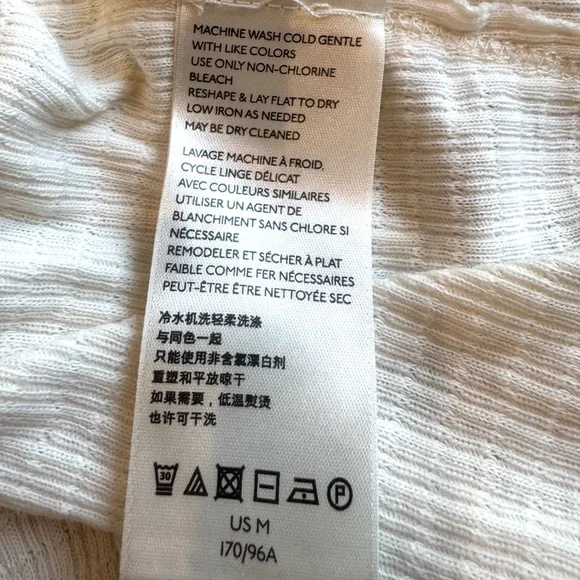 MACHINE WASH COLD GENTLE
WITH LIKE COLORS
USE ONLY NON-CHLORINE
BLEACH
RESHAPE & LAY FLAT TO DRY
LOW IRON AS NEEDED
MAY BE DRY CLEANED
LAVAGE MACHINE À FROID,
CYCLE LINGE DÉLICAT
AVEC COULEURS SIMILAIRES
UTILISER UN AGENT DE
BLANCHIMENT SANS CHLORE SI
NÉCESSAIRE
REMODELER ET SÉCHER À PLAT
FAIBLE COMME FER NÉCESSAIRES
PEUT-ÊTRE ÊTRE NETTOYÉE SEC
冷水机洗轻柔洗涤
与同色一起
只能使用非含氯漂白剂
重塑和平放晾干
如果需要，低温熨烫
也许可干洗
30 P
US M
170/96A